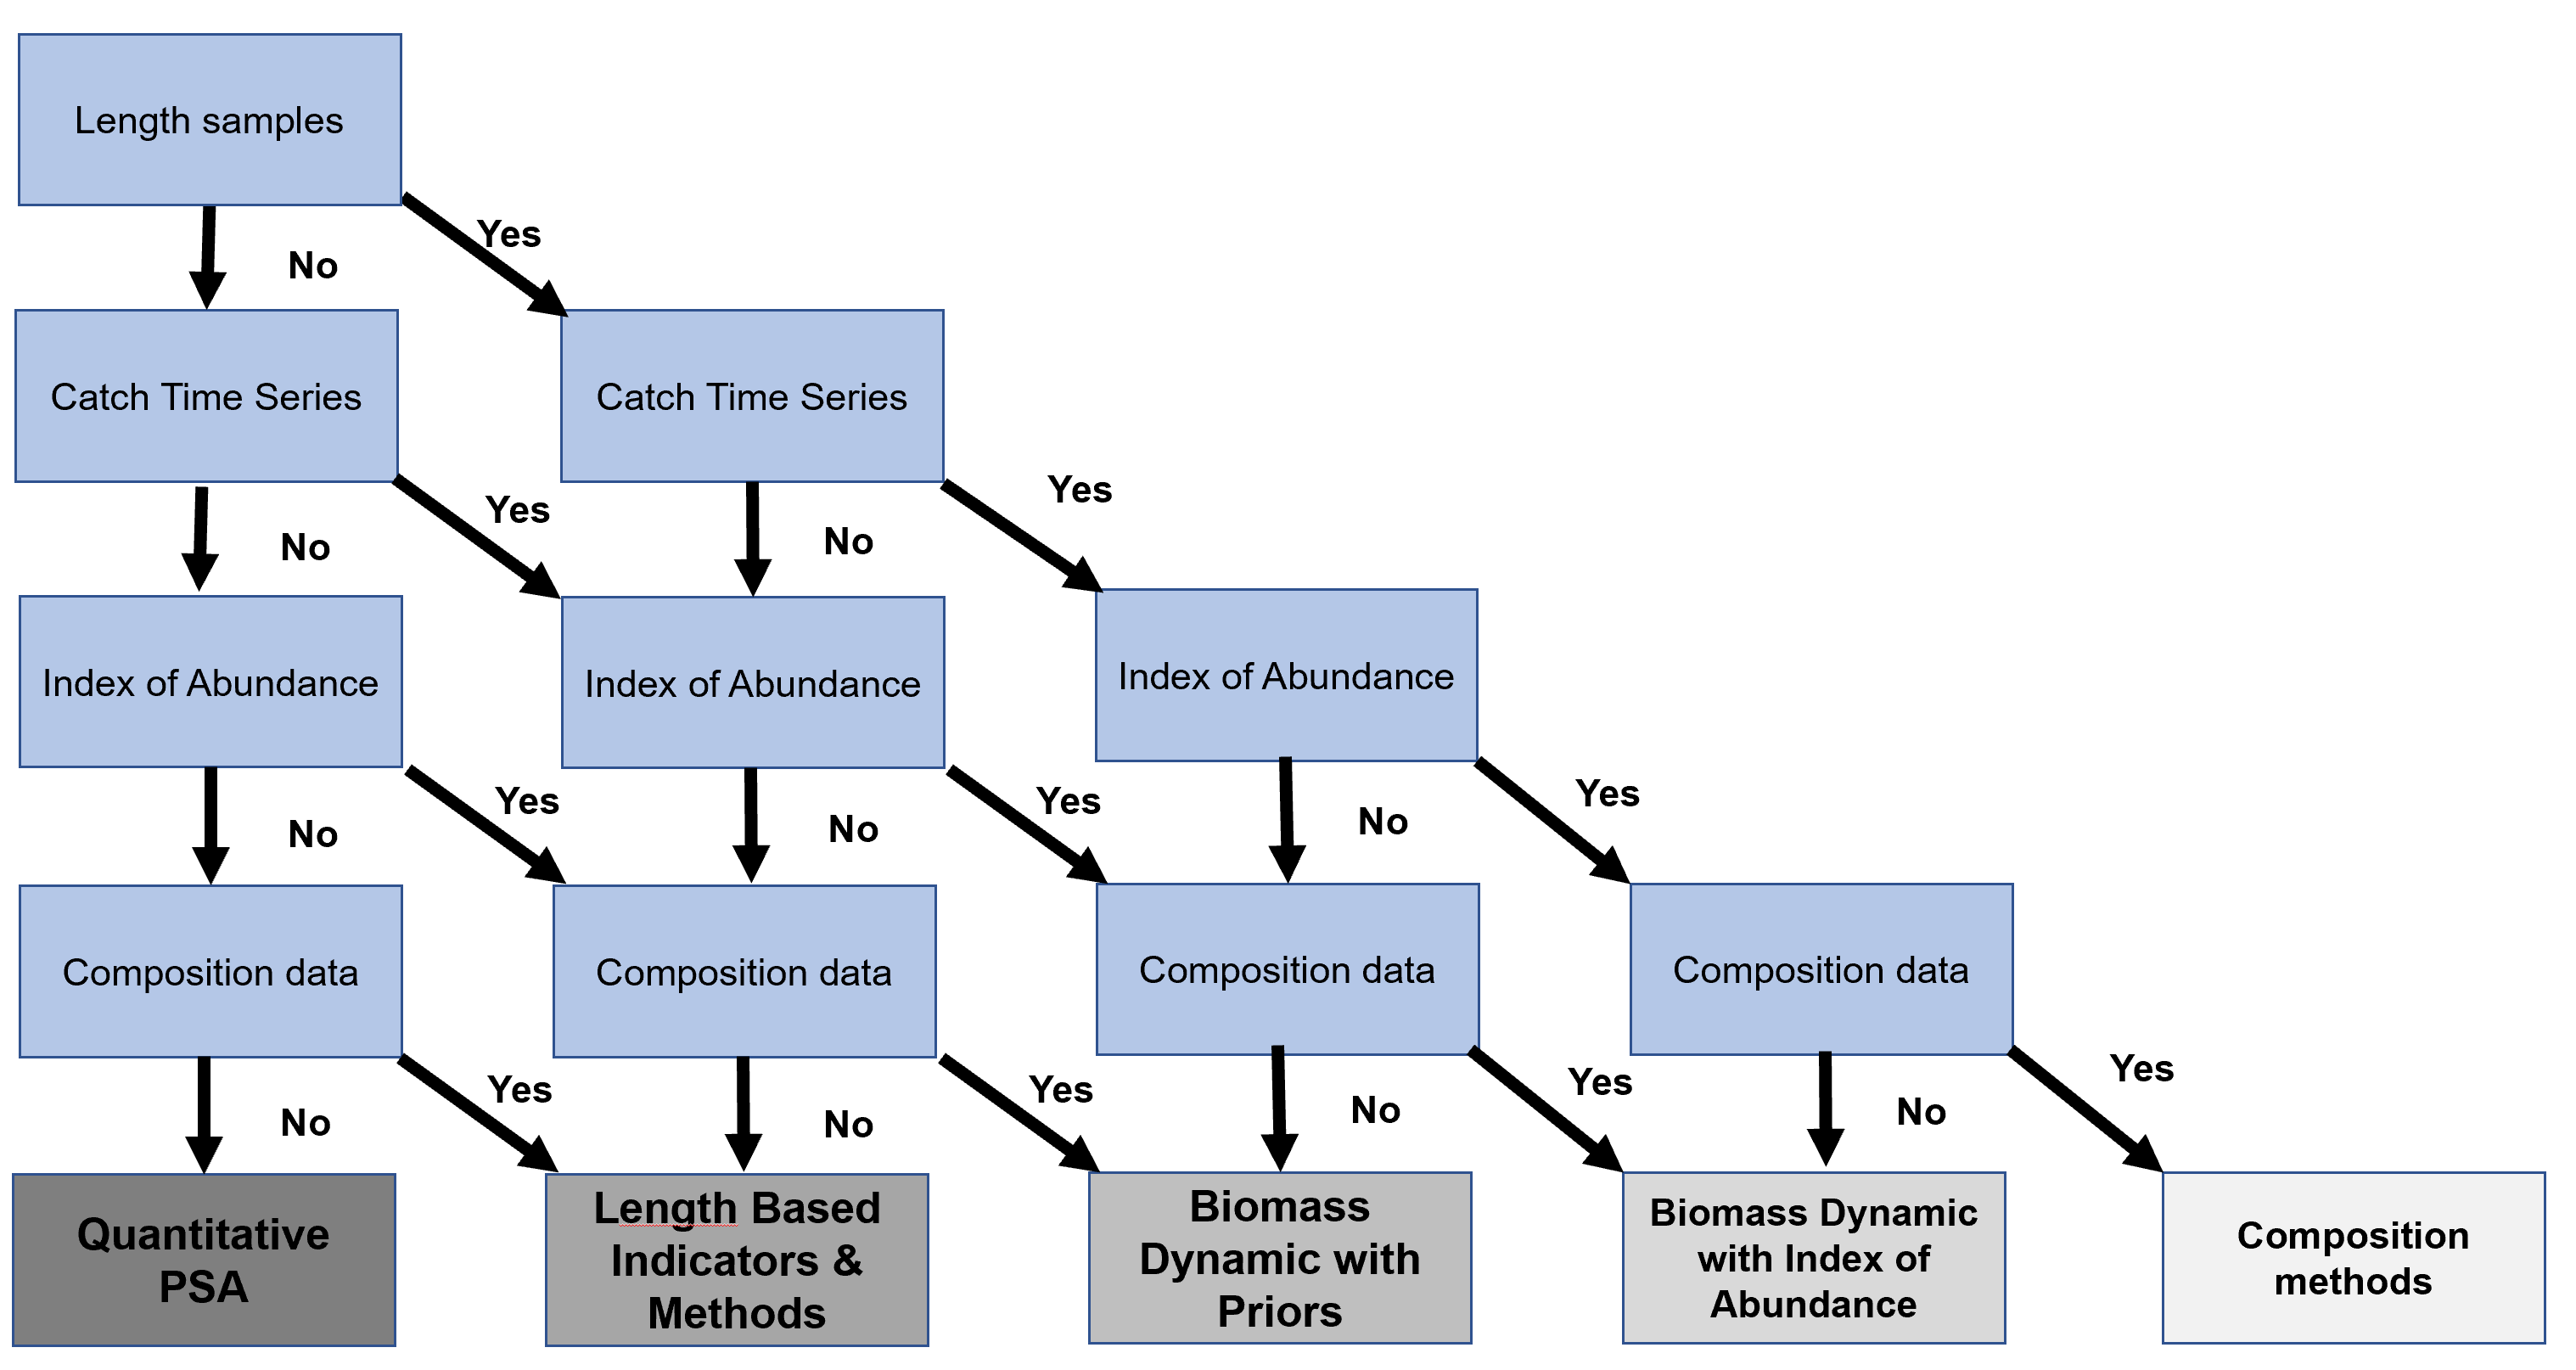 Length samples
Yes
No
Catch Time Series
Catch Time Series
Yes
Yes
No
No
Index of Abundance
Index of Abundance
Index of Abundance
Yes
Yes
Yes
No
No
No
Composition data
Composition data
Composition data
Composition data
Yes
Yes
Yes
Yes
No
No
No
No
Quantitative
PSA
Length Based
Indicators &
Methods
Biomass
Dynamic with
Priors
Biomass Dynamic
with Index of
Abundance
Composition
methods